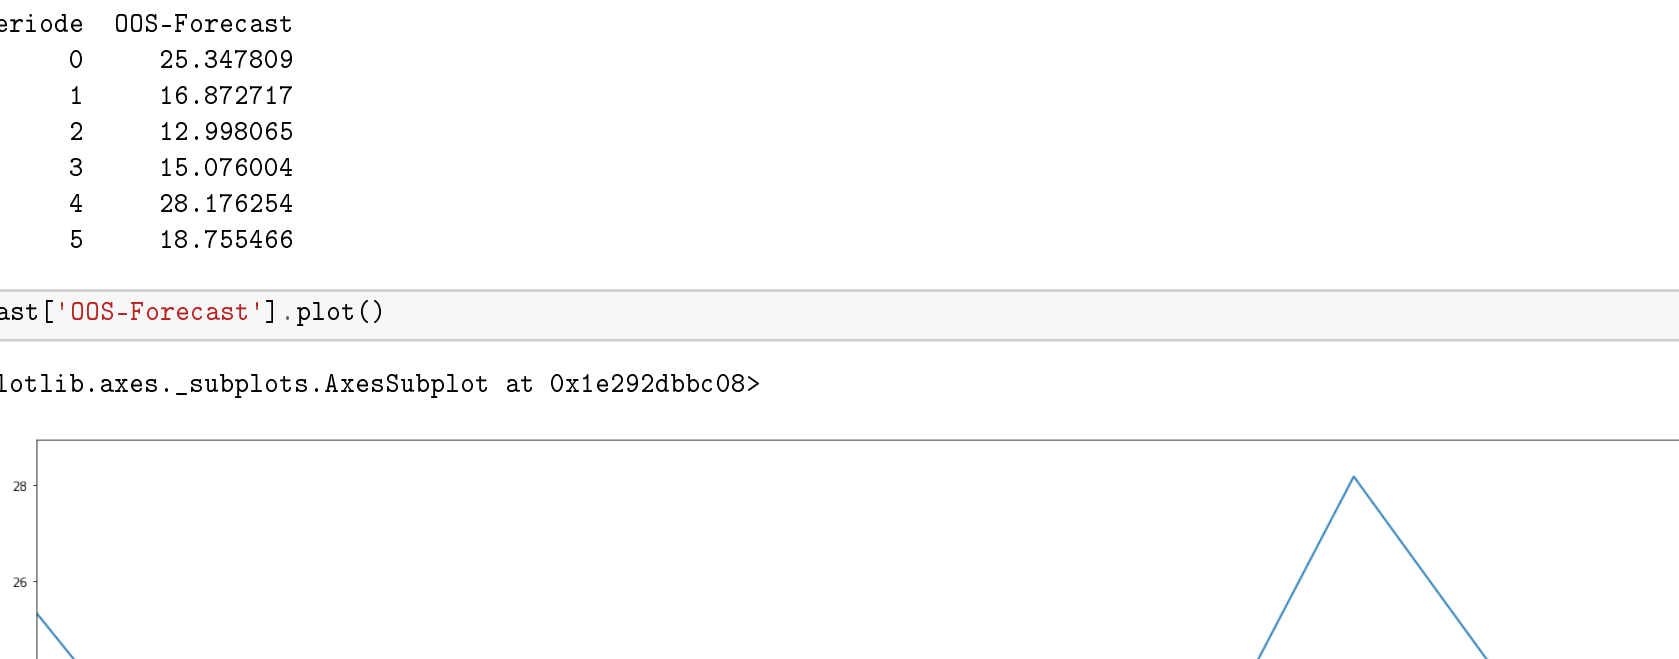 eriode OOS-Forecast
0 25.347809
1 16.872717
2 12.998065
3 15.076004
4 28.176254
5 18.755466
ast['OOS-Forecast'].plot()
lotlib.axes._subplots.AxesSubplot at 0x1e292dbbc08>
28
26